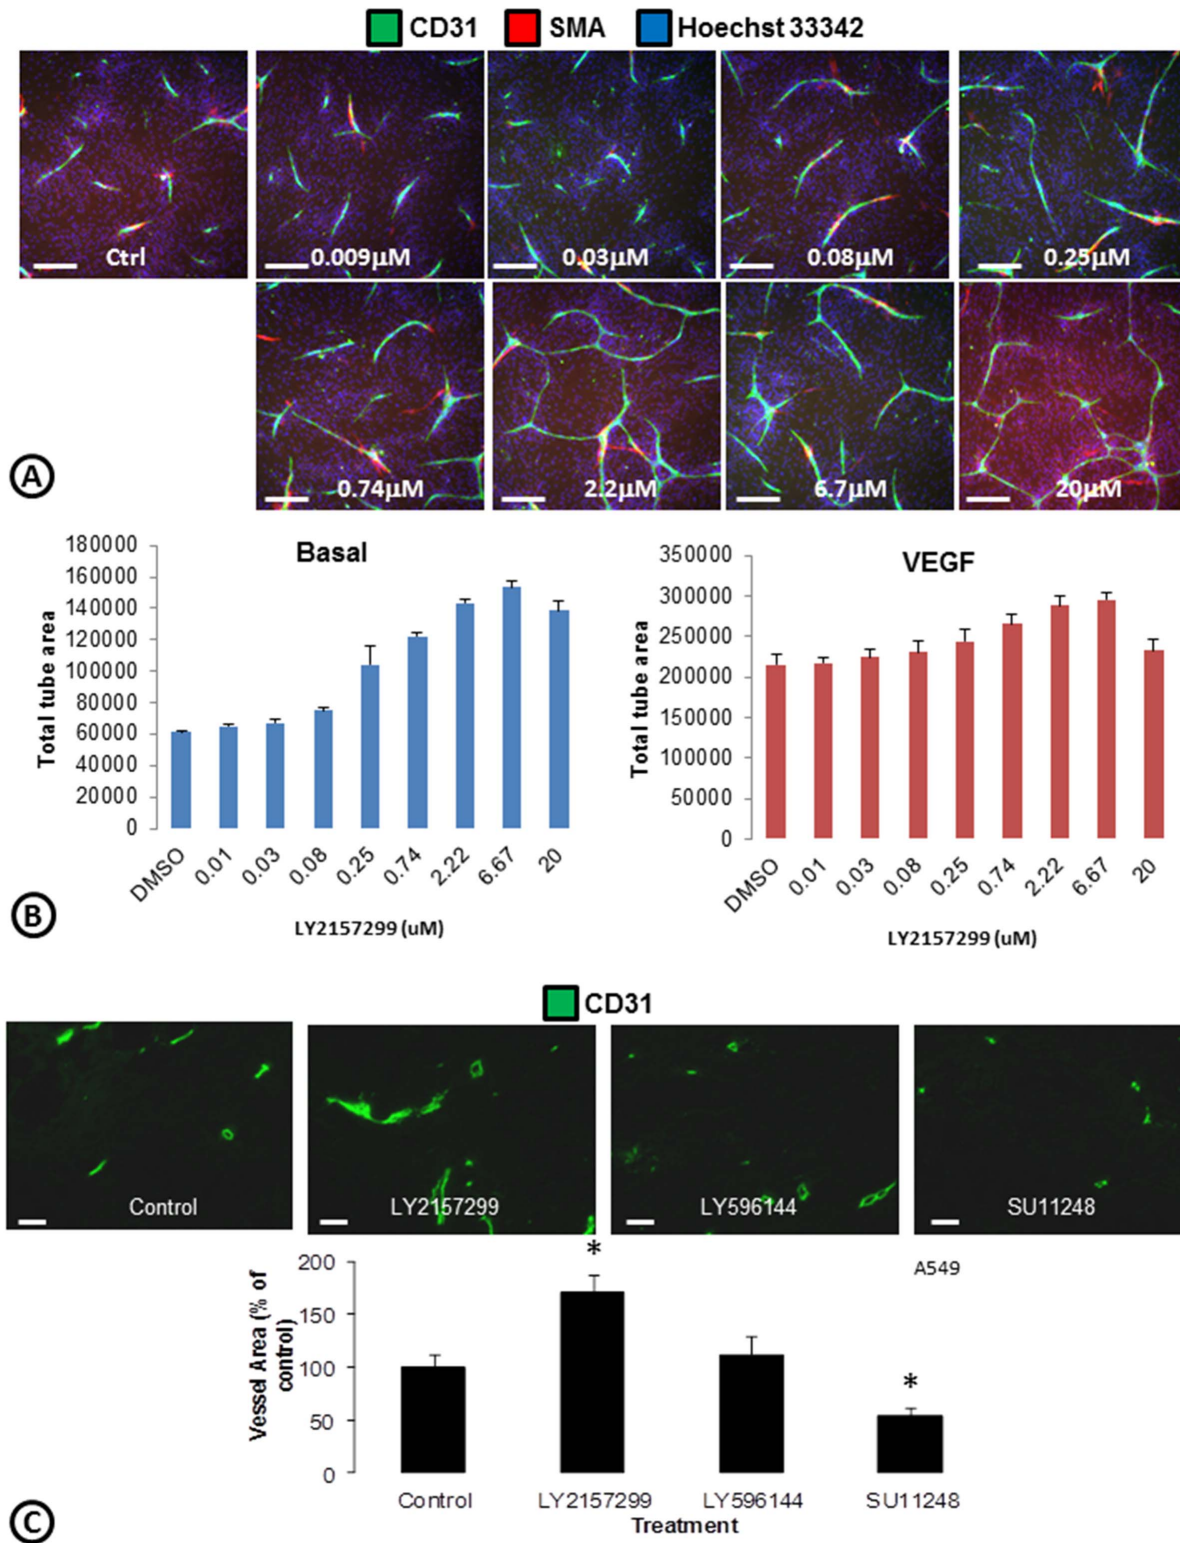 CD31 SMA Hoechst 33342
Ctrl 0.009µM 0.03µM 0.08µM 0.25µM
0.74µM 2.2µM 6.7µM 20µM
A
Basal
Total tube area
180000
160000
140000
120000
100000
80000
60000
40000
20000
0
DMSO 0.01 0.03 0.08 0.25 0.74 2.22 6.67 20
LY2157299 (uM)
VEGF
Total tube area
350000
300000
250000
200000
150000
100000
50000
0
DMSO 0.01 0.03 0.08 0.25 0.74 2.22 6.67 20
LY2157299 (uM)
B
CD31
Control LY2157299 LY596144 SU11248
A549
Vessel Area (% of
control)
200
150
100
50
0
* *
Control LY2157299 LY596144 SU11248
Treatment
C